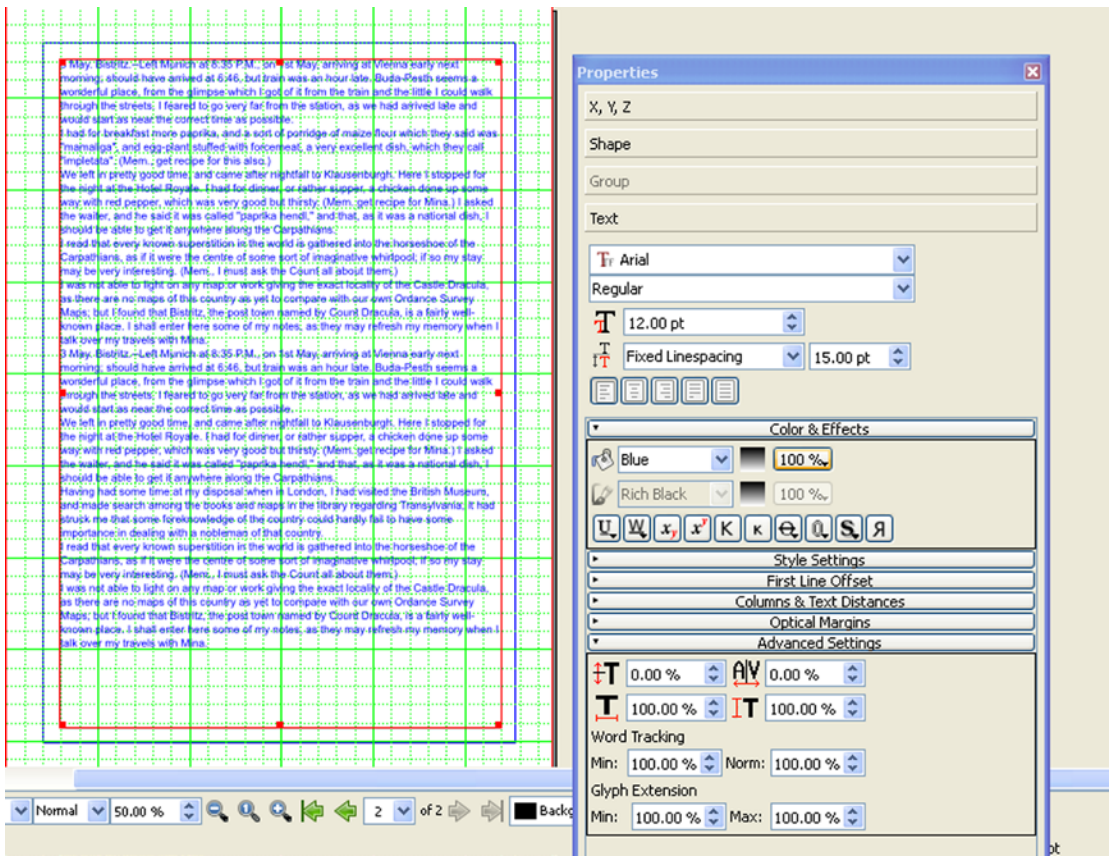 3 May. Bistritz.--Left Munich at 8:35 P.M., on 1st May, arriving at Vienna early next
morning; should have arrived at 6:46, but train was an hour late. Buda-Pesth seems a
wonderful place, from the glimpse which I got of it from the train and the little I could walk
through the streets. I feared to go very far from the station, as we had arrived late and
would start as near the correct time as possible.
I had for breakfast more paprika, and a sort of porridge of maize flour which they said was
"mamaliga", and egg-plant stuffed with forcemeat, a very excellent dish, which they call
"impletata". (Mem., get recipe for this also.)
We left in pretty good time, and came after nightfall to Klausenburgh. Here I stopped for
the night at the Hotel Royale. I had for dinner, or rather supper, a chicken done up some
way with red pepper, which was very good but thirsty. (Mem. get recipe for Mina.) I asked
the waiter, and he said it was called "paprika hendl," and that, as it was a national dish, I
should be able to get it anywhere along the Carpathians.
I read that every known superstition in the world is gathered into the horseshoe of the
Carpathians, as if it were the centre of some sort of imaginative whirlpool; if so my stay
may be very interesting. (Mem., I must ask the Count all about them.)
I was not able to light on any map or work giving the exact locality of the Castle Dracula,
as there are no maps of this country as yet to compare with our own Ordance Survey
Maps; but I found that Bistritz, the post town named by Count Dracula, is a fairly well-
known place. I shall enter here some of my notes, as they may refresh my memory when I
talk over my travels with Mina.
3 May. Bistritz.--Left Munich at 8:35 P.M., on 1st May, arriving at Vienna early next
morning; should have arrived at 6:46, but train was an hour late. Buda-Pesth seems a
wonderful place, from the glimpse which I got of it from the train and the little I could walk
through the streets. I feared to go very far from the station, as we had arrived late and
would start as near the correct time as possible.
We left in pretty good time, and came after nightfall to Klausenburgh. Here I stopped for
the night at the Hotel Royale. I had for dinner, or rather supper, a chicken done up some
way with red pepper, which was very good but thirsty. (Mem. get recipe for Mina.) I asked
the waiter, and he said it was called "paprika hendl," and that, as it was a national dish, I
should be able to get it anywhere along the Carpathians.
Having had some time at my disposal when in London, I had visited the British Museum,
and made search among the books and maps in the library regarding Transylvania; it had
struck me that some foreknowledge of the country could hardly fail to have some
importance in dealing with a nobleman of that country.
I read that every known superstition in the world is gathered into the horseshoe of the
Carpathians, as if it were the centre of some sort of imaginative whirlpool; if so my stay
may be very interesting. (Mem., I must ask the Count all about them.)
I was not able to light on any map or work giving the exact locality of the Castle Dracula,
as there are no maps of this country as yet to compare with our own Ordance Survey
Maps; but I found that Bistritz, the post town named by Count Dracula, is a fairly well-
known place. I shall enter here some of my notes, as they may refresh my memory when I
talk over my travels with Mina.
Normal 50.00 % 2 of 2 Backg
Properties
X, Y, Z
Shape
Group
Text
Arial
Regular
12.00 pt
Fixed Linespacing 15.00 pt
Color & Effects
Blue 100 %
Rich Black 100 %
Style Settings
First Line Offset
Columns & Text Distances
Optical Margins
Advanced Settings
0.00 % 0.00 %
100.00 % 100.00 %
Word Tracking
Min: 100.00 % Norm: 100.00 %
Glyph Extension
Min: 100.00 % Max: 100.00 %
pt